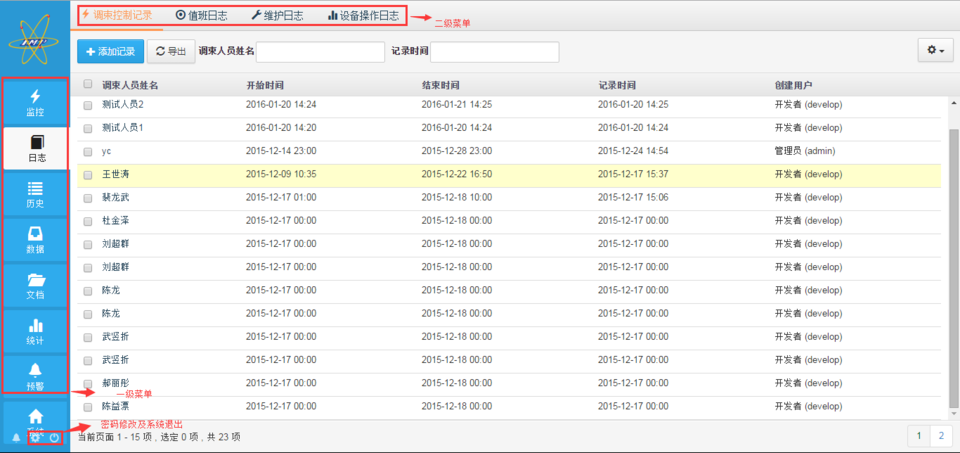 调束控制记录 值班日志 维护日志 设备操作日志 二级菜单
添加记录 导出 调束人员姓名 记录时间
调束人员姓名 开始时间 结束时间 记录时间 创建用户
测试人员2 2016-01-20 14:24 2016-01-21 14:25 2016-01-20 14:25 开发者 (develop)
测试人员1 2016-01-20 14:20 2016-01-20 14:24 2016-01-20 14:24 开发者 (develop)
yc 2015-12-14 23:00 2015-12-28 23:00 2015-12-24 14:54 管理员 (admin)
王世涛 2015-12-09 10:35 2015-12-22 16:50 2015-12-17 15:37 开发者 (develop)
裴龙武 2015-12-17 01:00 2015-12-18 10:00 2015-12-17 15:06 开发者 (develop)
杜金泽 2015-12-17 00:00 2015-12-18 00:00 2015-12-17 00:00 开发者 (develop)
刘超群 2015-12-17 00:00 2015-12-18 00:00 2015-12-17 00:00 开发者 (develop)
刘超群 2015-12-17 00:00 2015-12-18 00:00 2015-12-17 00:00 开发者 (develop)
陈龙 2015-12-17 00:00 2015-12-18 00:00 2015-12-17 00:00 开发者 (develop)
陈龙 2015-12-17 00:00 2015-12-18 00:00 2015-12-17 00:00 开发者 (develop)
武竖折 2015-12-17 00:00 2015-12-18 00:00 2015-12-17 00:00 开发者 (develop)
武竖折 2015-12-17 00:00 2015-12-18 00:00 2015-12-17 00:00 开发者 (develop)
郝丽彤 2015-12-17 00:00 2015-12-18 00:00 2015-12-17 00:00 开发者 (develop)
陈益漂 2015-12-17 00:00 2015-12-18 00:00 2015-12-17 00:00 开发者 (develop)
监控
日志
历史
数据
文档
统计
预警
一级菜单
密码修改及系统退出
当前页面 1 - 15 项，选定 0 项，共 23 项
1 2